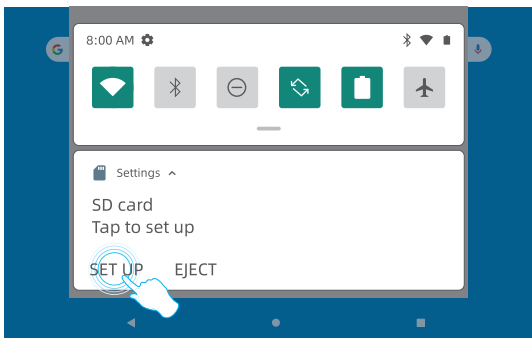 8:00 AM
Settings
SD card
Tap to set up
SET UP EJECT